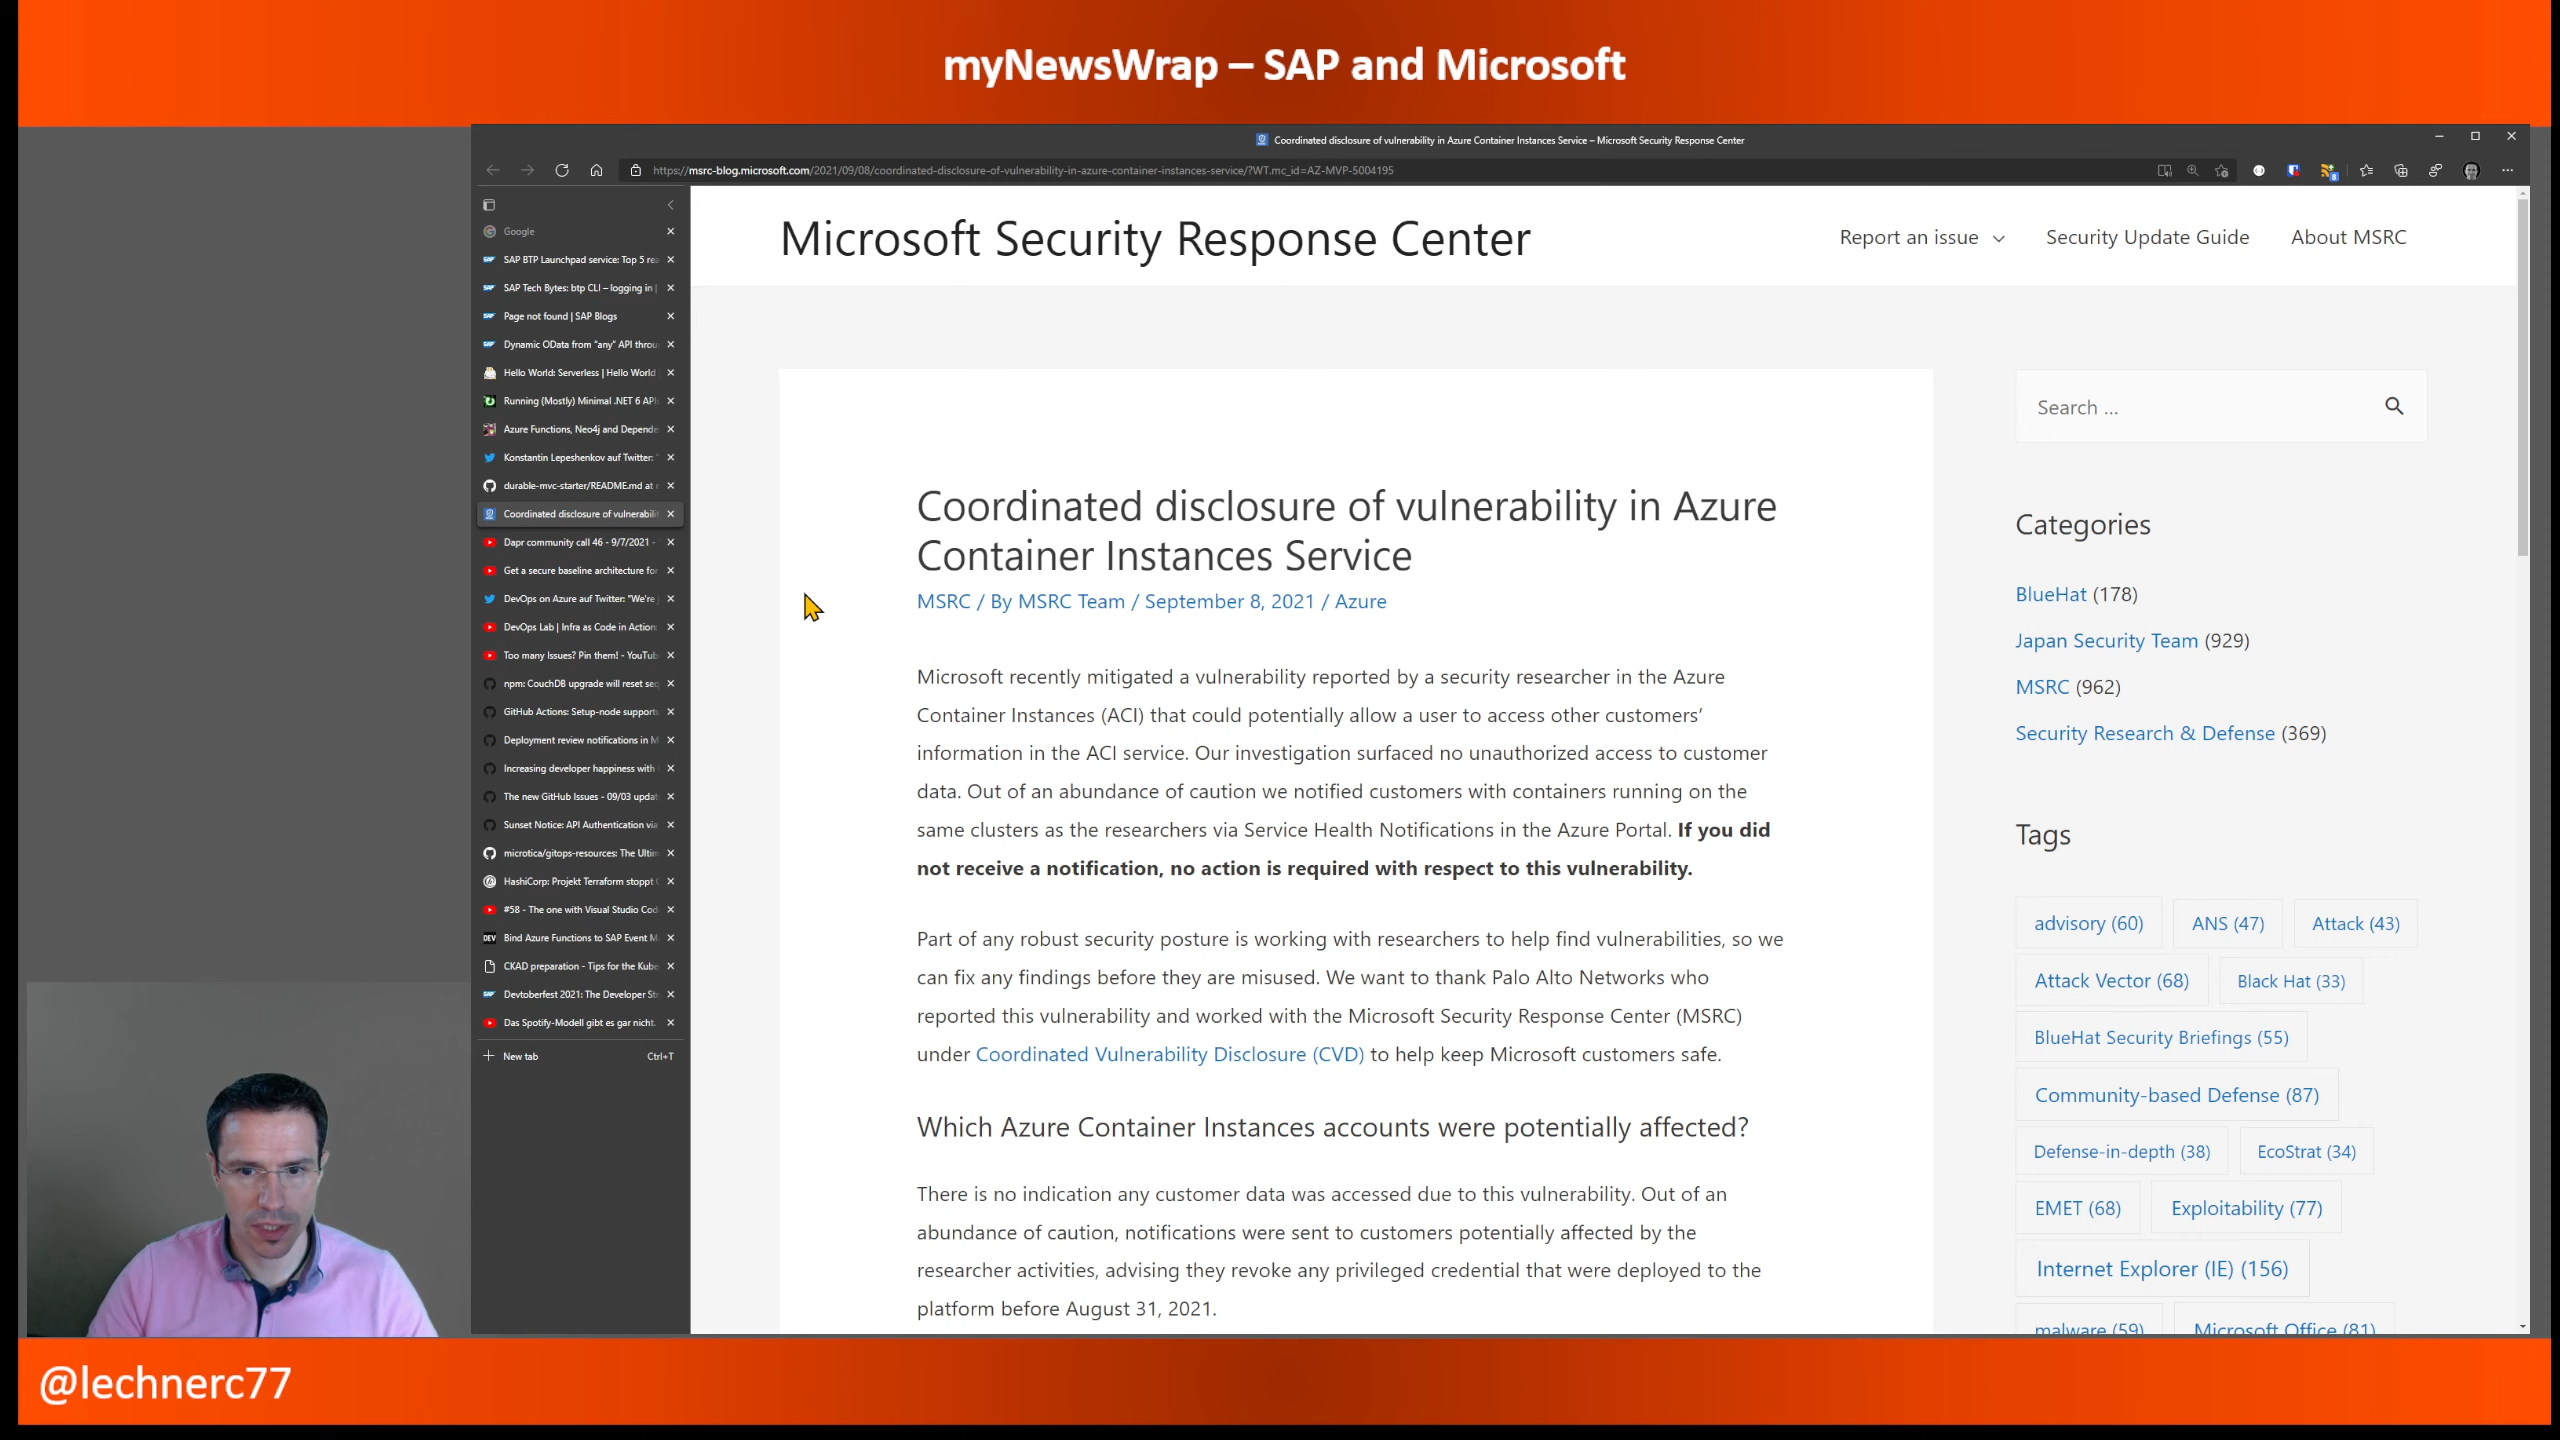 myNewsWrap – SAP and Microsoft
Coordinated disclosure of vulnerability in Azure Container Instances Service – Microsoft Security Response Center
https://msrc-blog.microsoft.com/2021/09/08/coordinated-disclosure-of-vulnerability-in-azure-container-instances-service/?WT.mc_id=AZ-MVP-5004195
Google
SAP BTP Launchpad service: Top 5 re
SAP Tech Bytes: btp CLI – logging in |
Page not found | SAP Blogs
Dynamic OData from "any" API throu
Hello World: Serverless | Hello World
Running (Mostly) Minimal .NET 6 API
Azure Functions, Neo4j and Depende
Konstantin Lepeshenkov auf Twitter: "
durable-mvc-starter/README.md at
Coordinated disclosure of vulnerabili
Dapr community call 46 - 9/7/2021 -
Get a secure baseline architecture for
DevOps on Azure auf Twitter: "We're
DevOps Lab | Infra as Code in Action:
Too many Issues? Pin them! - YouTub
npm: CouchDB upgrade will reset seq
GitHub Actions: Setup-node supports
Deployment review notifications in M
Increasing developer happiness with
The new GitHub Issues - 09/03 updat
Sunset Notice: API Authentication via
microtica/gitops-resources: The Ultim
HashiCorp: Projekt Terraform stoppt
#58 - The one with Visual Studio Cod
DEV Bind Azure Functions to SAP Event M
CKAD preparation - Tips for the Kube
Devtoberfest 2021: The Developer St
Das Spotify-Modell gibt es gar nicht.
New tab Ctrl+T
Microsoft Security Response Center
Report an issue Security Update Guide About MSRC
Coordinated disclosure of vulnerability in Azure
Container Instances Service
MSRC / By MSRC Team / September 8, 2021 / Azure
Microsoft recently mitigated a vulnerability reported by a security researcher in the Azure
Container Instances (ACI) that could potentially allow a user to access other customers'
information in the ACI service. Our investigation surfaced no unauthorized access to customer
data. Out of an abundance of caution we notified customers with containers running on the
same clusters as the researchers via Service Health Notifications in the Azure Portal. If you did
not receive a notification, no action is required with respect to this vulnerability.
Part of any robust security posture is working with researchers to help find vulnerabilities, so we
can fix any findings before they are misused. We want to thank Palo Alto Networks who
reported this vulnerability and worked with the Microsoft Security Response Center (MSRC)
under Coordinated Vulnerability Disclosure (CVD) to help keep Microsoft customers safe.
Which Azure Container Instances accounts were potentially affected?
There is no indication any customer data was accessed due to this vulnerability. Out of an
abundance of caution, notifications were sent to customers potentially affected by the
researcher activities, advising they revoke any privileged credential that were deployed to the
platform before August 31, 2021.
Search ...
Categories
BlueHat (178)
Japan Security Team (929)
MSRC (962)
Security Research & Defense (369)
Tags
advisory (60) ANS (47) Attack (43)
Attack Vector (68) Black Hat (33)
BlueHat Security Briefings (55)
Community-based Defense (87)
Defense-in-depth (38) EcoStrat (34)
EMET (68) Exploitability (77)
Internet Explorer (IE) (156)
malware (59) Microsoft Office (81)
@lechnerc77